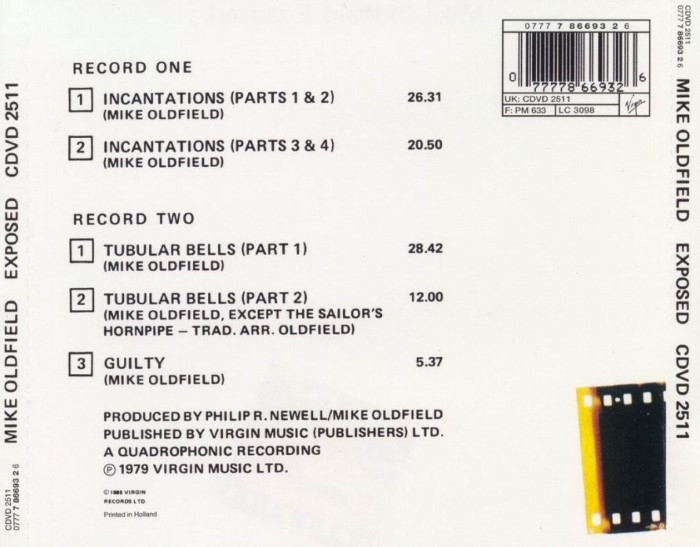 RECORD ONE
1 INCANTATIONS (PARTS 1 & 2) 26.31
(MIKE OLDFIELD)
2 INCANTATIONS (PARTS 3 & 4) 20.50
(MIKE OLDFIELD)
RECORD TWO
1 TUBULAR BELLS (PART 1) 28.42
(MIKE OLDFIELD)
2 TUBULAR BELLS (PART 2) 12.00
(MIKE OLDFIELD, EXCEPT THE SAILOR'S
HORNPIPE – TRAD. ARR. OLDFIELD)
3 GUILTY 5.37
(MIKE OLDFIELD)
PRODUCED BY PHILIP R. NEWELL/MIKE OLDFIELD
PUBLISHED BY VIRGIN MUSIC (PUBLISHERS) LTD.
A QUADROPHONIC RECORDING
℗ 1979 VIRGIN MUSIC LTD.
© 1986 VIRGIN
RECORDS LTD.
Printed in Holland
0777 7 86693 2 6
0 77778 66932 6
UK: CDVD 2511
F: PM 633 LC 3098
Virgin
MIKE OLDFIELD EXPOSED CDVD 2511
CDVD 2511
0777 7 86693 2 6
CDVD 2511
0777 7 86693 2 6
MIKE OLDFIELD EXPOSED CDVD 2511